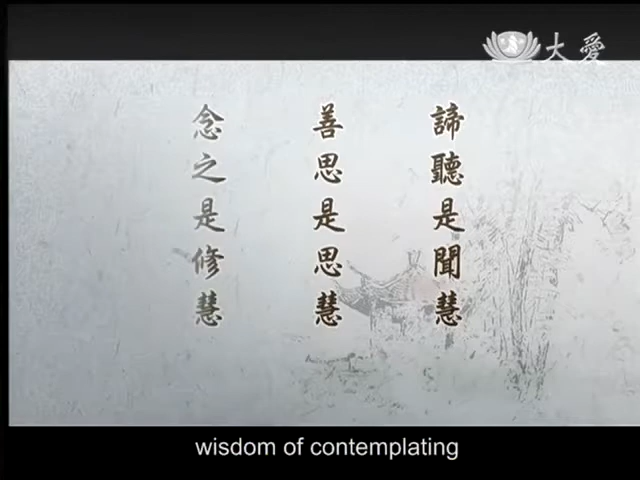 大愛
諦聽是聞慧
善思是思慧
念之是修慧
wisdom of contemplating